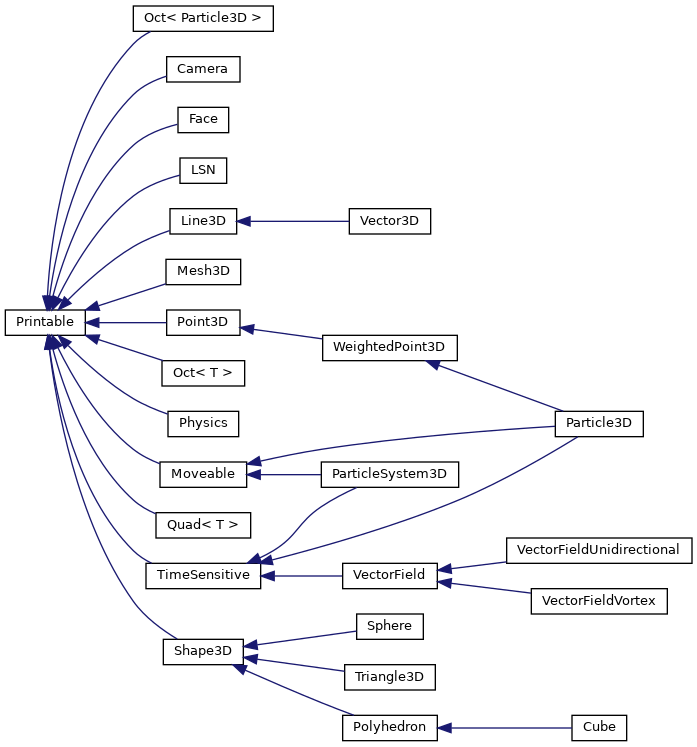 Oct< Particle3D >
Camera
Face
LSN
Line3D
Vector3D
Mesh3D
Printable
Point3D
WeightedPoint3D
Oct< T >
Physics
Particle3D
Moveable
ParticleSystem3D
Quad< T >
VectorFieldUnidirectional
TimeSensitive
VectorField
VectorFieldVortex
Sphere
Shape3D
Triangle3D
Polyhedron
Cube